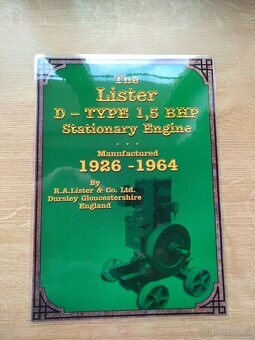 The
Lister
D – TYPE 1,5 BHP
Stationary Engine
• • •
Manufactured
1926 -1964
By
R.A.Lister & Co. Ltd.
Dursley Gloucestershire
England